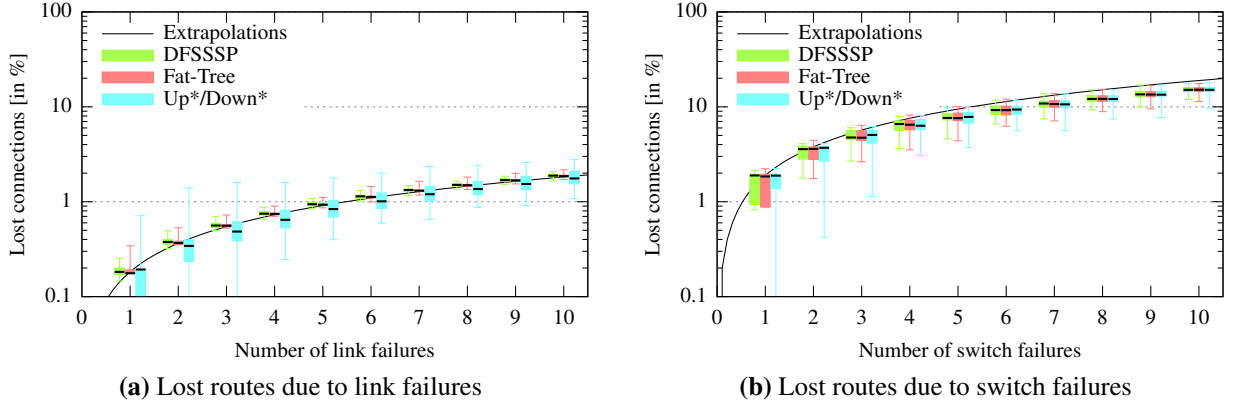 100
10
1
0.1
Lost connections [in %]
Extrapolations
DFSSSP
Fat-Tree
Up*/Down*
0 1 2 3 4 5 6 7 8 9 10
Number of link failures
(a) Lost routes due to link failures
100
10
1
0.1
Lost connections [in %]
Extrapolations
DFSSSP
Fat-Tree
Up*/Down*
0 1 2 3 4 5 6 7 8 9 10
Number of switch failures
(b) Lost routes due to switch failures